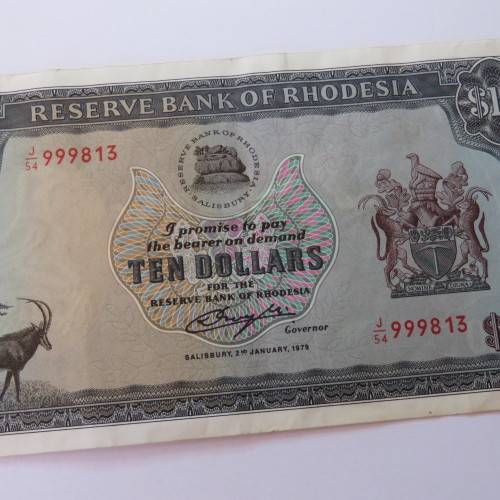 RESERVE BANK OF RHODESIA
$1
J/54 999813
RESERVE BANK OF RHODESIA
SALISBURY
I promise to pay
the bearer on demand
TEN DOLLARS
FOR THE
RESERVE BANK OF RHODESIA
Governor
J/54 999813
$
SALISBURY, 2ND JANUARY, 1979